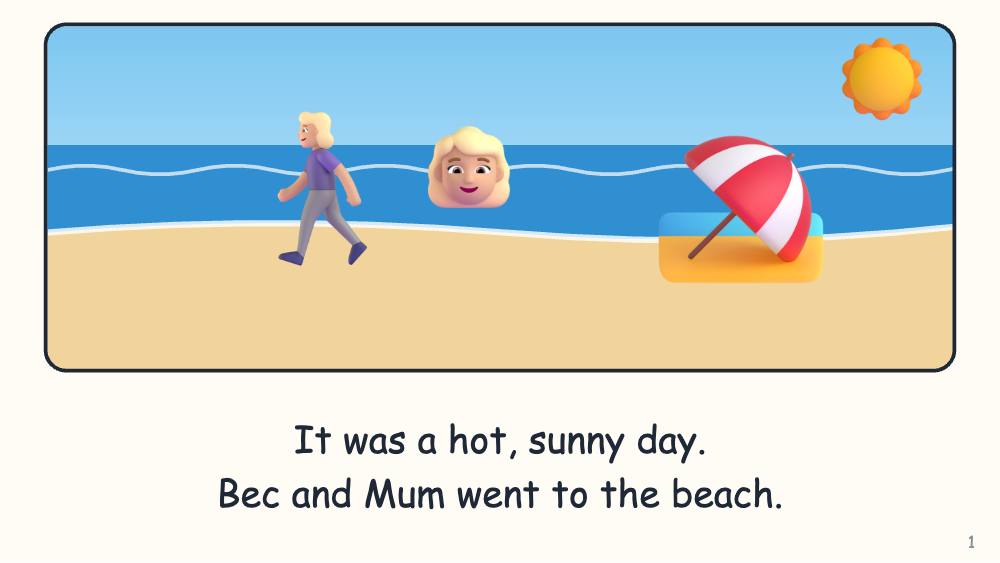 It was a hot, sunny day.
Bec and Mum went to the beach.
1